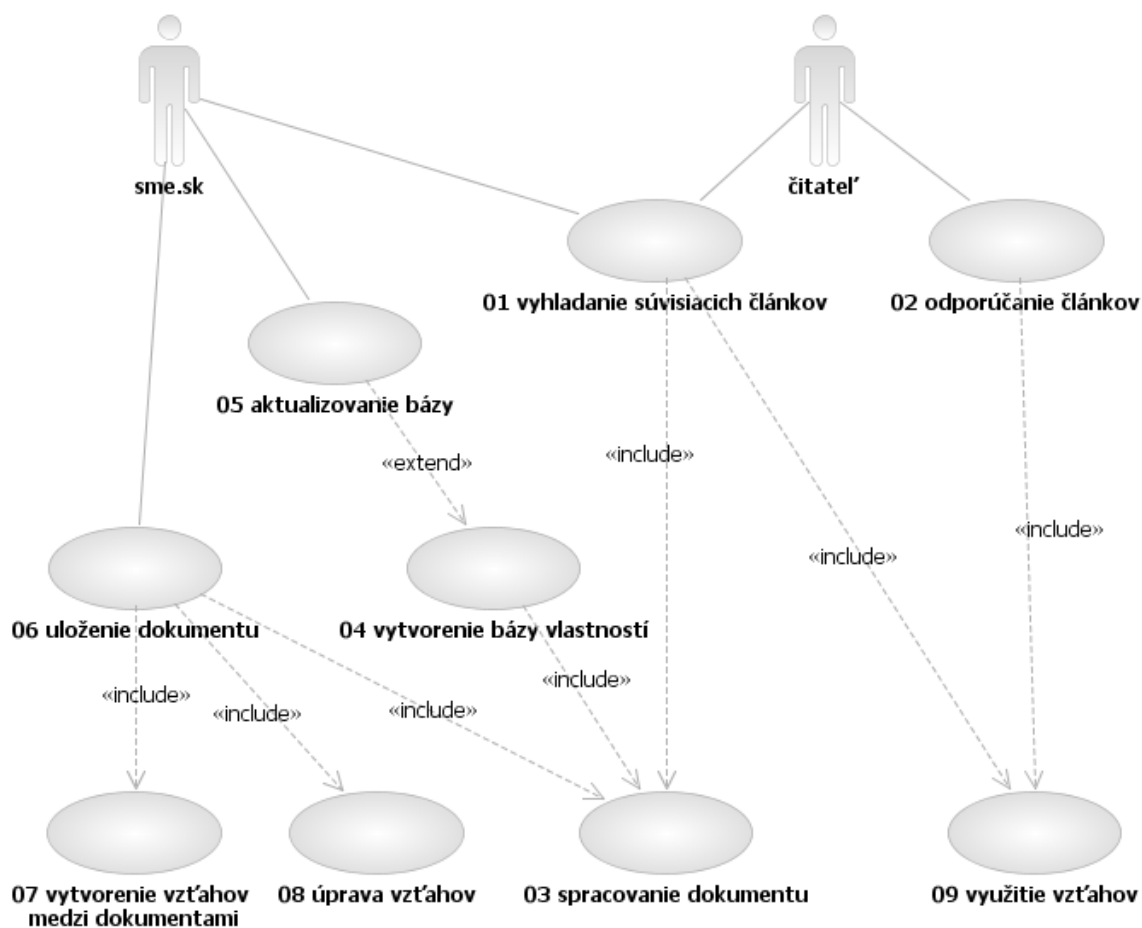 sme.sk
čitateľ
01 vyhladanie súvisiacich článkov
02 odporúčanie článkov
05 aktualizovanie bázy
«extend»
«include»
«include»
«include»
06 uloženie dokumentu
04 vytvorenie bázy vlastností
«include»
«include»
«include»
«include»
07 vytvorenie vzťahov
medzi dokumentami
08 úprava vzťahov
03 spracovanie dokumentu
09 využitie vzťahov